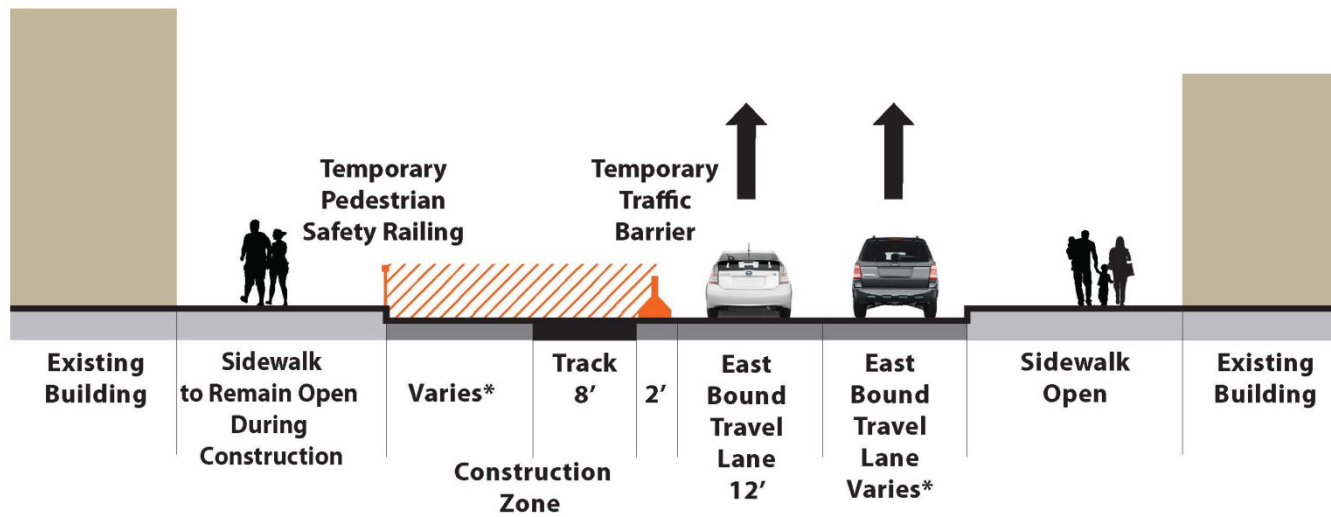 Temporary
Pedestrian
Safety Railing
Temporary
Traffic
Barrier
Existing
Building
Sidewalk
to Remain Open
During
Construction
Varies*
Track
8’
2’
East
Bound
Travel
Lane
12’
East
Bound
Travel
Lane
Varies*
Sidewalk
Open
Existing
Building
Construction
Zone